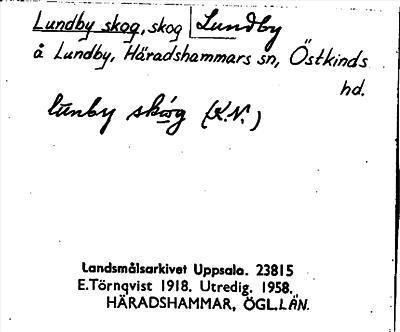 Lundby skog, skog Lundby
å Lundby, Häradshammars sn, Östkinds
hd.
lùnby skóg (K.N.)
Landsmålsarkivet Uppsala. 23815
E. Törnqvist 1918. Utredig. 1958.
HÄRADSHAMMAR, ÖGL.LÄN.